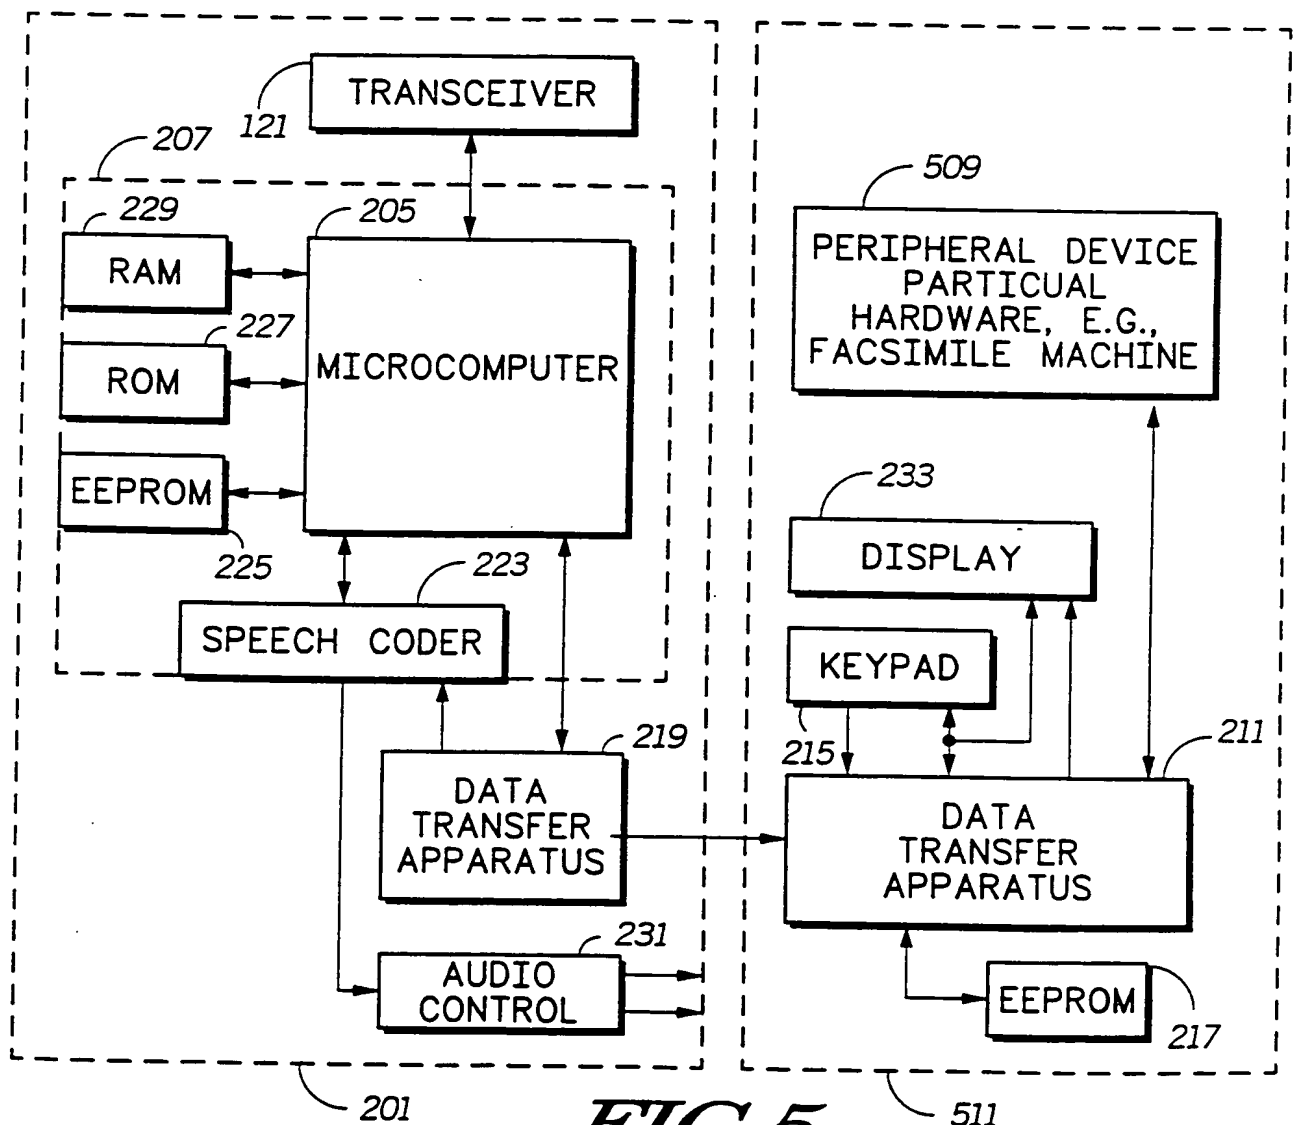 TRANSCEIVER
121
207
229
205
RAM
227
ROM
MICROCOMPUTER
EEPROM
225
223
SPEECH CODER
219
DATA
TRANSFER
APPARATUS
231
AUDIO
CONTROL
201
509
PERIPHERAL DEVICE
PARTICUAL
HARDWARE, E.G.,
FACSIMILE MACHINE
233
DISPLAY
KEYPAD
215
211
DATA
TRANSFER
APPARATUS
EEPROM
217
511
FIG.5